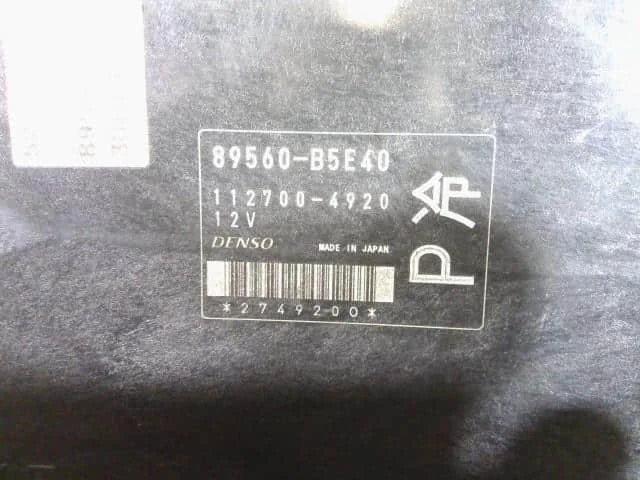 89560-B5E40
112700-4920
12V
DENSO MADE IN JAPAN
*2749200*
P